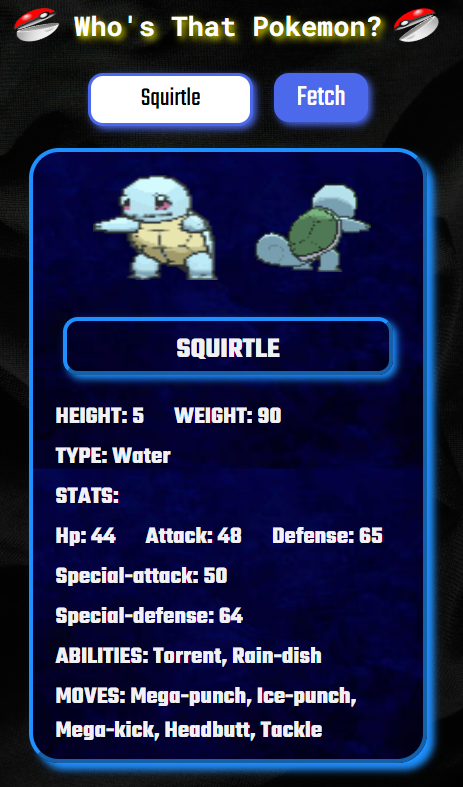 Who's That Pokemon?
Squirtle
Fetch
SQUIRTLE
HEIGHT: 5 WEIGHT: 90
TYPE: Water
STATS:
Hp: 44 Attack: 48 Defense: 65
Special-attack: 50
Special-defense: 64
ABILITIES: Torrent, Rain-dish
MOVES: Mega-punch, Ice-punch,
Mega-kick, Headbutt, Tackle